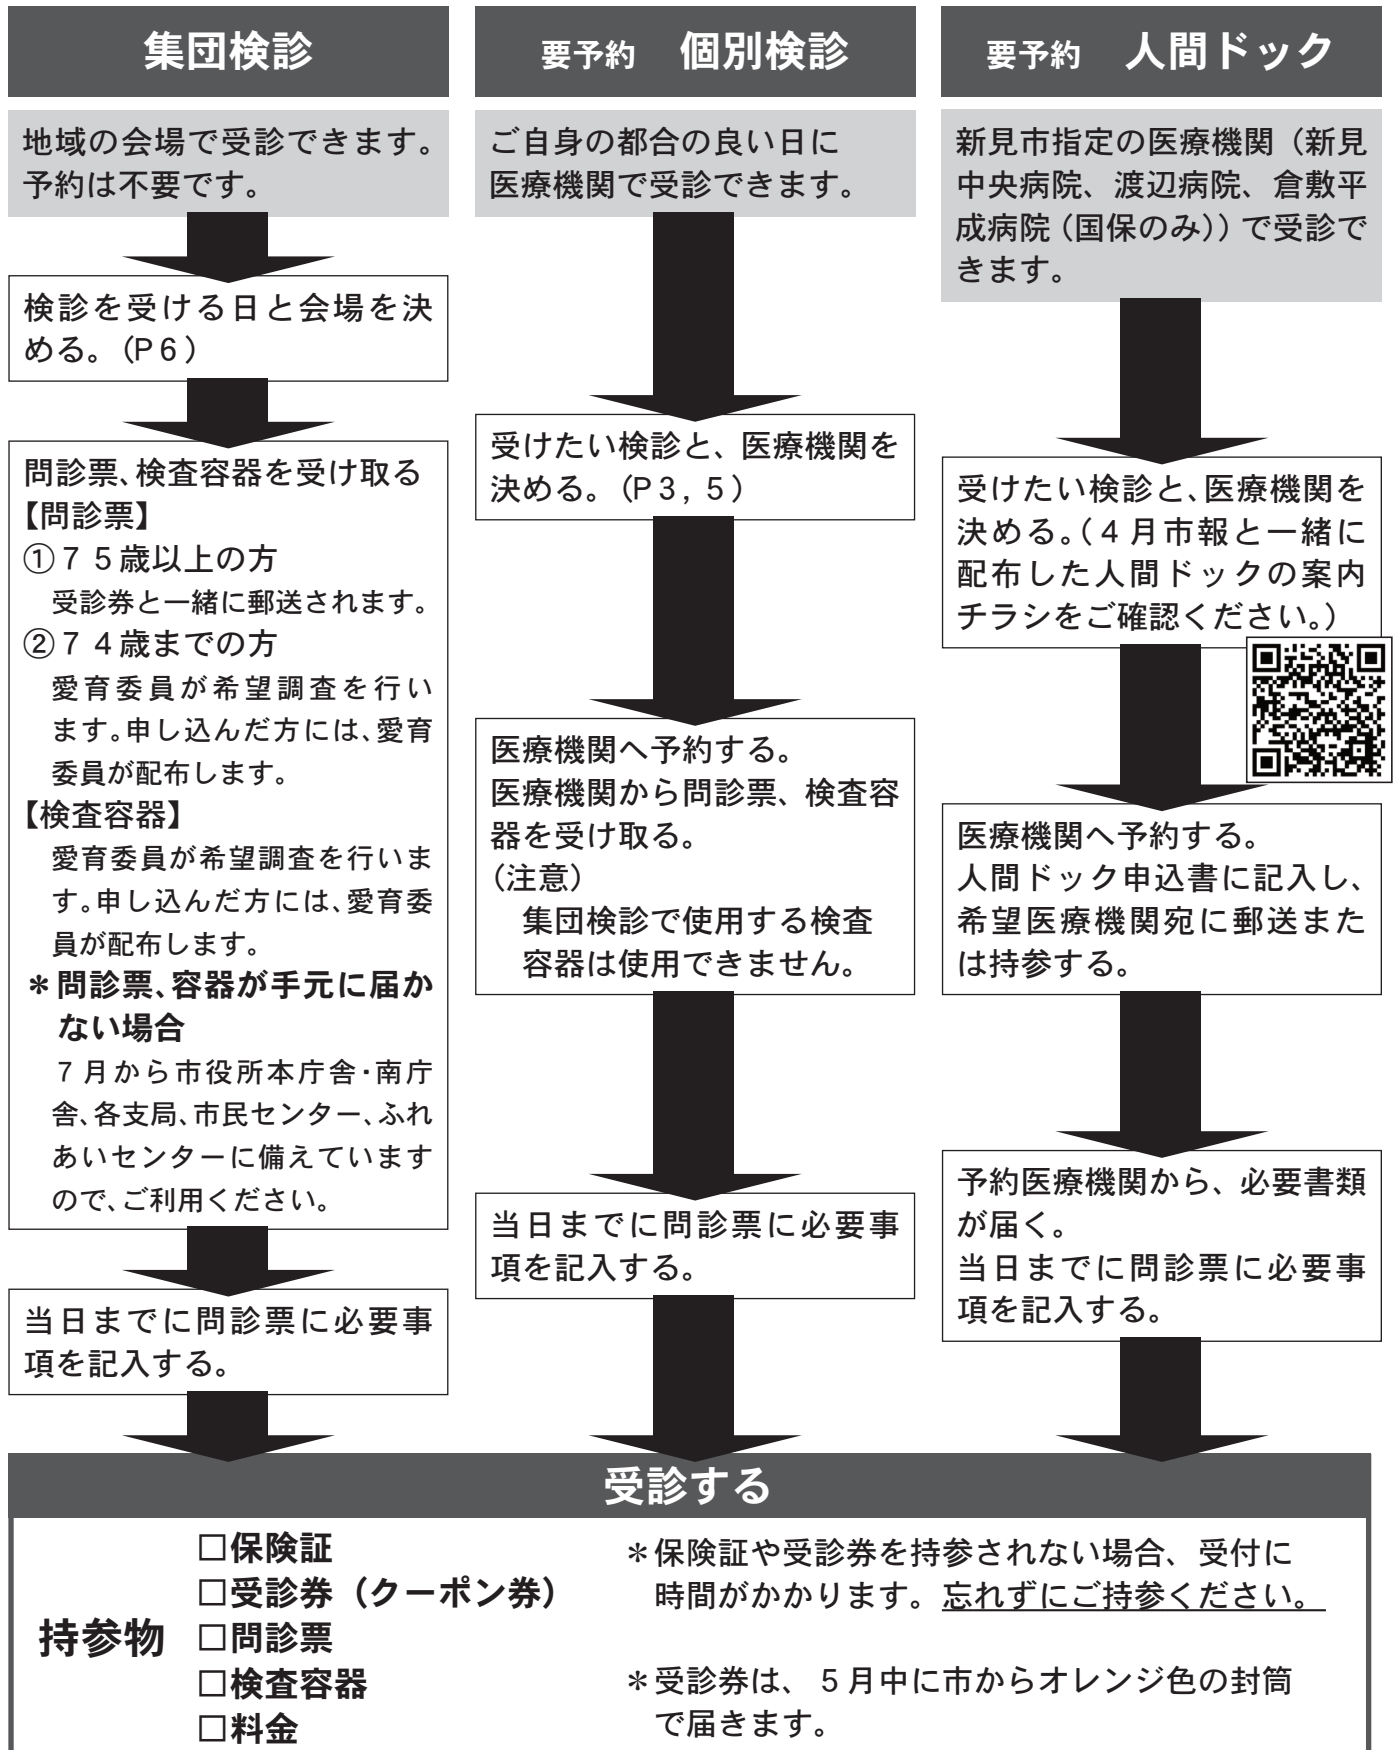 集団検診
地域の会場で受診できます。
予約は不要です。
検診を受ける日と会場を決
める。（P６）
問診票、検査容器を受け取る
【問診票】
①７５歳以上の方
受診券と一緒に郵送されます。
②７４歳までの方
愛育委員が希望調査を行い
ます。申し込んだ方には、愛育
委員が配布します。
【検査容器】
愛育委員が希望調査を行いま
す。申し込んだ方には、愛育委
員が配布します。
＊問診票、容器が手元に届か
ない場合
７月から市役所本庁舎・南庁
舎、各支局、市民センター、ふれ
あいセンターに備えています
ので、ご利用ください。
当日までに問診票に必要事
項を記入する。
要予約　個別検診
ご自身の都合の良い日に
医療機関で受診できます。
受けたい検診と、医療機関を
決める。（P３，５）
医療機関へ予約する。
医療機関から問診票、検査容
器を受け取る。
（注意）
集団検診で使用する検査
容器は使用できません。
当日までに問診票に必要事
項を記入する。
要予約　人間ドック
新見市指定の医療機関（新見
中央病院、渡辺病院、倉敷平
成病院（国保のみ））で受診で
きます。
受けたい検診と、医療機関を
決める。（４月市報と一緒に
配布した人間ドックの案内
チラシをご確認ください。）
医療機関へ予約する。
人間ドック申込書に記入し、
希望医療機関宛に郵送また
は持参する。
予約医療機関から、必要書類
が届く。
当日までに問診票に必要事
項を記入する。
受診する
持参物
□保険証
□受診券（クーポン券）
□問診票
□検査容器
□料金
＊保険証や受診券を持参されない場合、受付に
時間がかかります。忘れずにご持参ください。
＊受診券は、５月中に市からオレンジ色の封筒
で届きます。